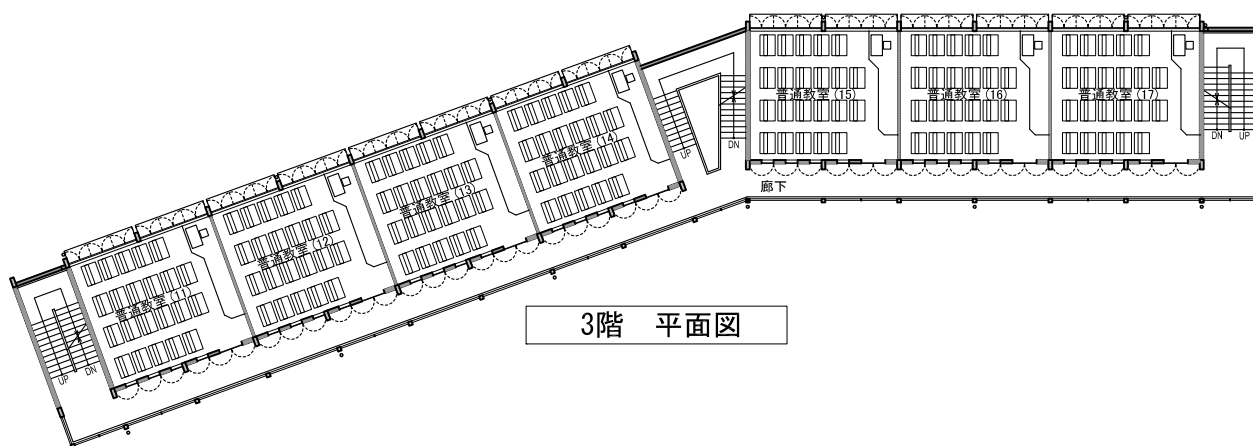 普通教室(15)
普通教室(16)
普通教室(17)
DN
UP
UP
DN
普通教室(14)
廊下
普通教室(13)
普通教室(12)
普通教室(11)
UP
DN
3階 平面図